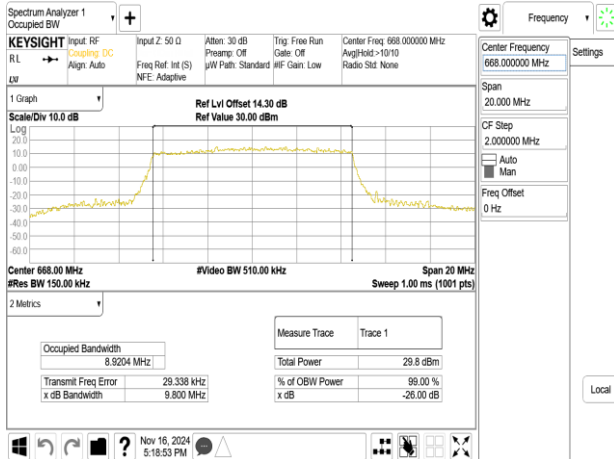 Spectrum Analyzer 1
Occupied BW
Frequency
KEYSIGHT
RL
LXI
Input: RF
Coupling: DC
Align: Auto
Input Z: 50 Ω
Freq Ref: Int (S)
NFE: Adaptive
Atten: 30 dB
Preamp: Off
µW Path: Standard
Trig: Free Run
Gate: Off
#IF Gain: Low
Center Freq: 668.000000 MHz
Avg|Hold:>10/10
Radio Std: None
Center Frequency
668.000000 MHz
Settings
Span
20.000 MHz
CF Step
2.000000 MHz
Auto
Man
Freq Offset
0 Hz
Local
1 Graph
Scale/Div 10.0 dB
Ref Lvl Offset 14.30 dB
Ref Value 30.00 dBm
Log
20.0
10.0
0.00
-10.0
-20.0
-30.0
-40.0
-50.0
-60.0
Center 668.00 MHz
#Video BW 510.00 kHz
Span 20 MHz
#Res BW 150.00 kHz
Sweep 1.00 ms (1001 pts)
2 Metrics
Occupied Bandwidth
8.9204 MHz
Transmit Freq Error 29.338 kHz
x dB Bandwidth 9.800 MHz
Measure Trace Trace 1
Total Power 29.8 dBm
% of OBW Power 99.00 %
x dB -26.00 dB
Nov 16, 2024
5:18:53 PM